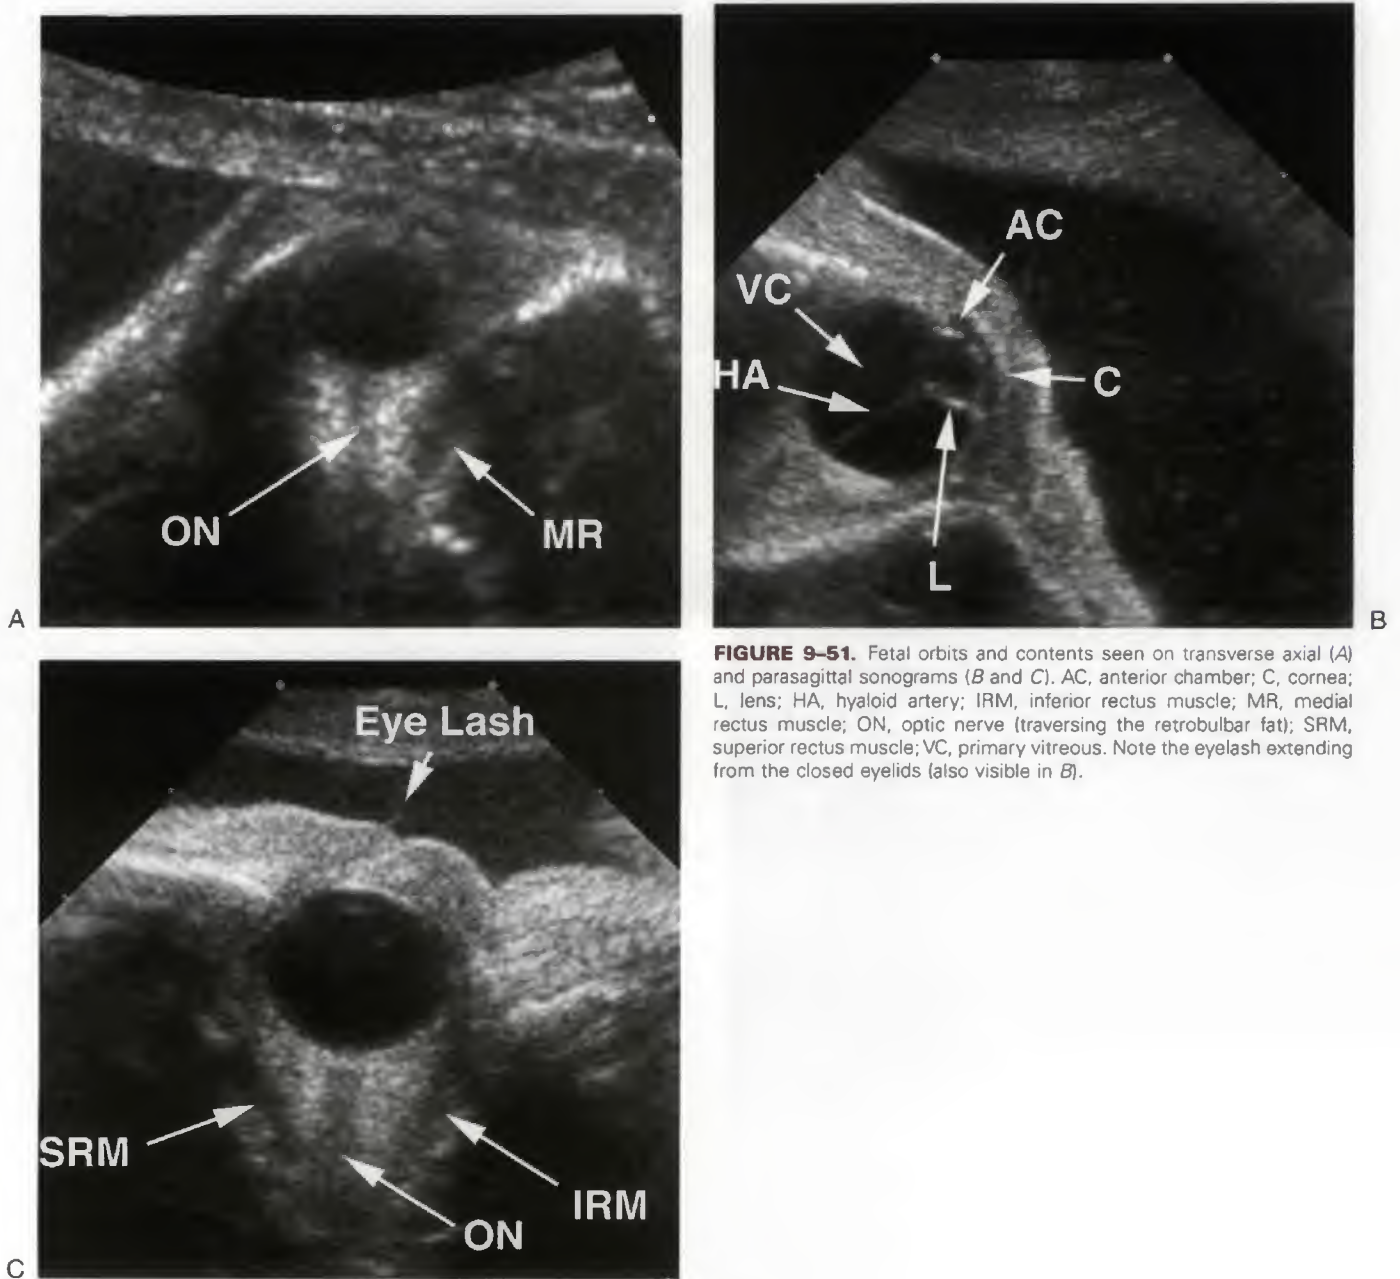 ON
MR
A
AC
VC
HA
C
L
B
FIGURE 9–51. Fetal orbits and contents seen on transverse axial (A)
and parasagittal sonograms (B and C). AC, anterior chamber; C, cornea;
L, lens; HA, hyaloid artery; IRM, inferior rectus muscle; MR, medial
rectus muscle; ON, optic nerve (traversing the retrobulbar fat); SRM,
superior rectus muscle; VC, primary vitreous. Note the eyelash extending
from the closed eyelids (also visible in B).
Eye Lash
SRM
IRM
ON
C